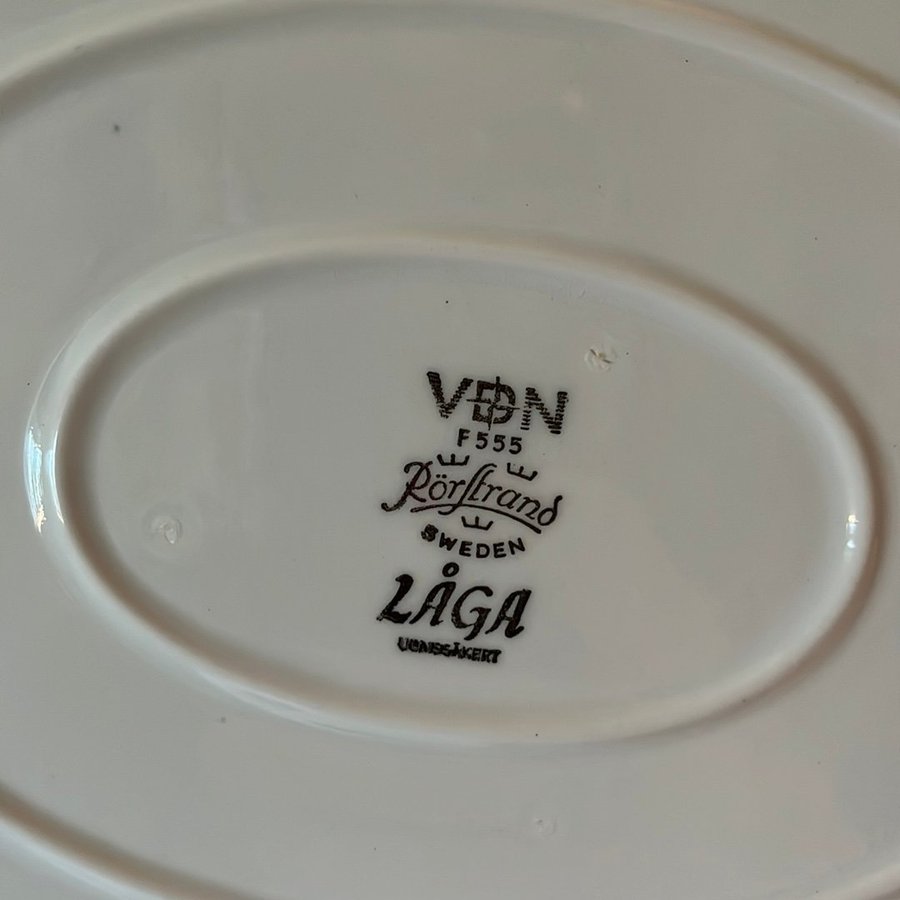 VDN
F555
Rörstrand
SWEDEN
LÅGA
UGNSSÄKERT